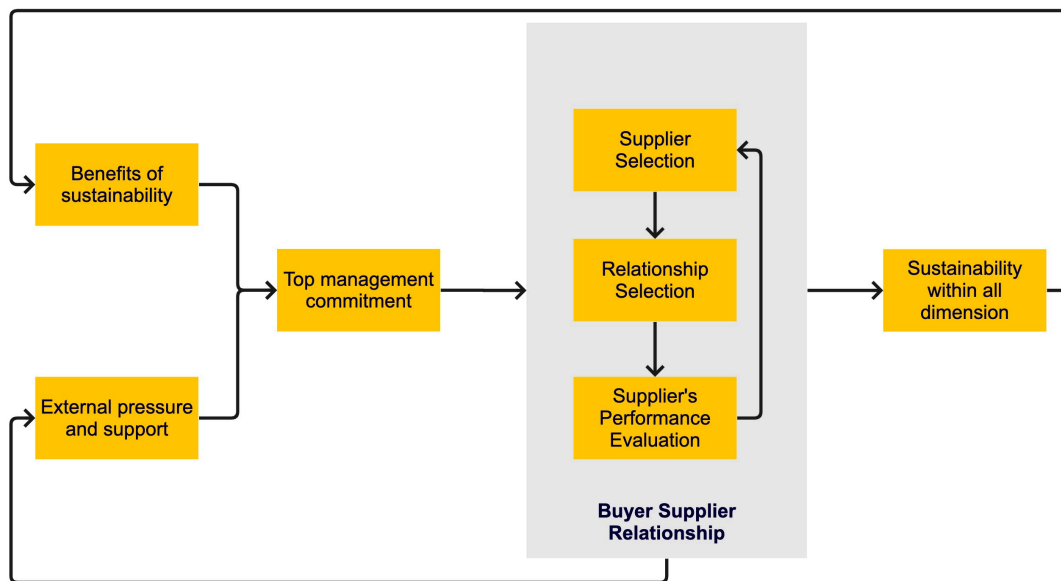 Benefits of
sustainability
External pressure
and support
Top management
commitment
Supplier
Selection
Relationship
Selection
Supplier's
Performance
Evaluation
Buyer Supplier
Relationship
Sustainability
within all
dimension